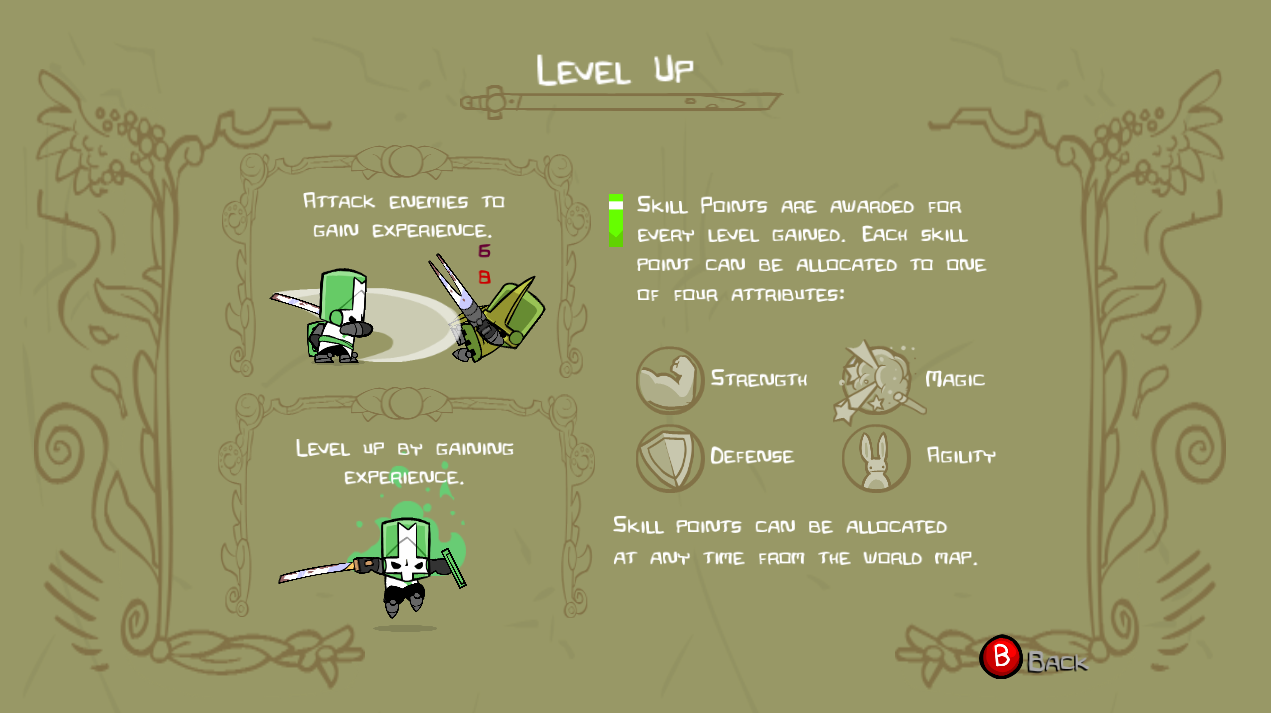 Level Up
Attack enemies to
gain experience.
6
B
Level up by gaining
experience.
Skill Points are awarded for
every level gained. Each skill
point can be allocated to one
of four attributes:
Strength
Magic
Defense
Agility
Skill points can be allocated
at any time from the world map.
B Back